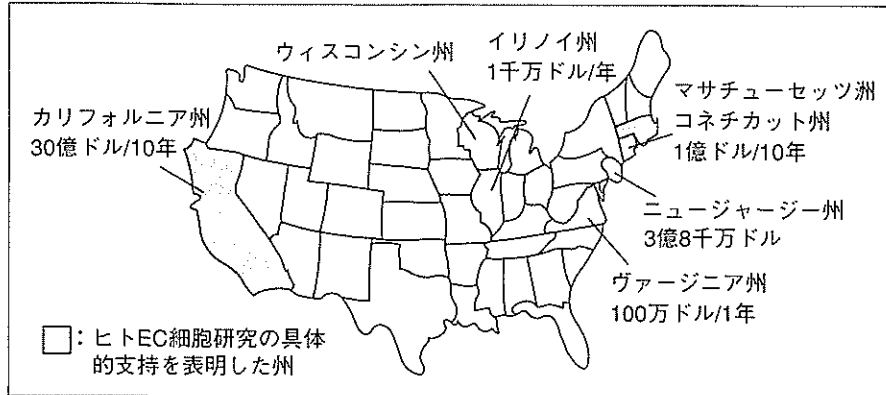 ウィスコンシン州
イリノイ州
1千万ドル/年
マサチューセッツ洲
コネチカット州
1億ドル/10年
カリフォルニア州
30億ドル/10年
ニュージャージー州
3億8千万ドル
ヴァージニア州
100万ドル/1年
：ヒトEC細胞研究の具体
的支持を表明した州